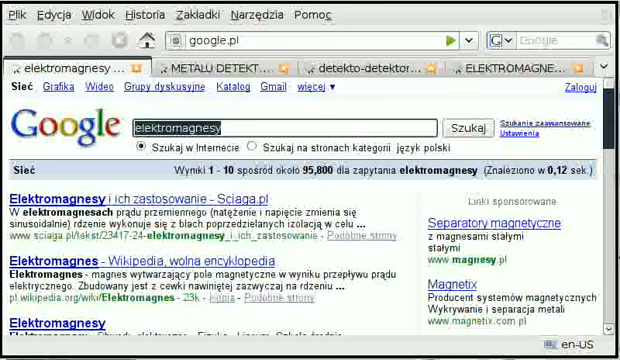 Plik Edycja Widok Historia Zakładki Narzędzia Pomoc
google.pl
Google
elektromagnesy ...
METALU DETEKT...
detekto-detektor...
ELEKTROMAGNE...
Sieć Grafika Wideo Grupy dyskusyjne Katalog Gmail więcej ▼ Zaloguj
Google
elektromagnesy
Szukaj
Szukanie zaawansowane
Ustawienia
Szukaj w Internecie Szukaj na stronach kategorii język polski
Sieć Wyniki 1 - 10 spośród około 95,800 dla zapytania elektromagnesy (Znaleziono w 0,12 sek.)
Elektromagnesy i ich zastosowanie - Sciaga.pl
W elektromagnesach prądu przemiennego (natężenie i napięcie zmienia się
sinusoidalnie) rdzenie wykonuje się z blach poprzedzielanych izolacją w celu ...
www.sciaga.pl/tekst/23417-24-elektromagnesy_i_ich_zastosowanie - Podobne strony
Elektromagnes - Wikipedia, wolna encyklopedia
Elektromagnes - magnes wytwarzający pole magnetyczne w wyniku przepływu prądu
elektrycznego. Zbudowany jest z cewki nawiniętej zazwyczaj na rdzeniu ...
pl.wikipedia.org/wiki/Elektromagnes - 23k - Kopia - Podobne strony
Elektromagnesy
Linki sponsorowane
Separatory magnetyczne
z magnesami stałymi
stałymi
www.magnesy.pl
Magnetix
Producent systemów magnetycznych
Wykrywanie i separacja metali
www.magnetix.com.pl
en-US